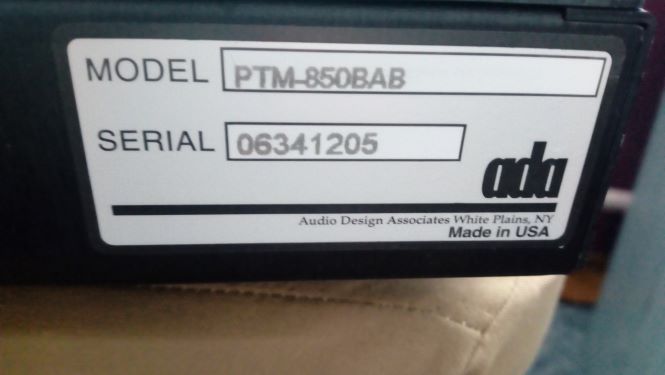 MODEL PTM-850BAB
SERIAL 06341205
ada
Audio Design Associates White Plains, NY
Made in USA